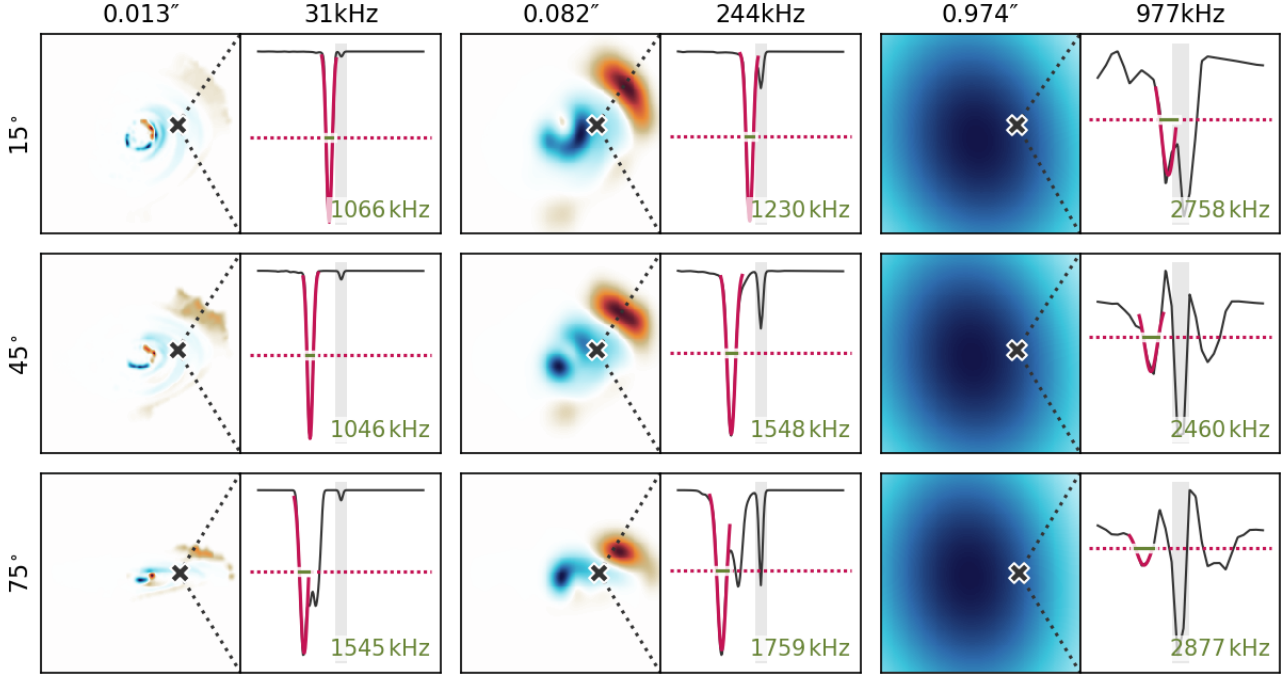 0.013″ 31kHz 0.082″ 244kHz 0.974″ 977kHz
15° 1066 kHz 1230 kHz 2758 kHz
45° 1046 kHz 1548 kHz 2460 kHz
75° 1545 kHz 1759 kHz 2877 kHz